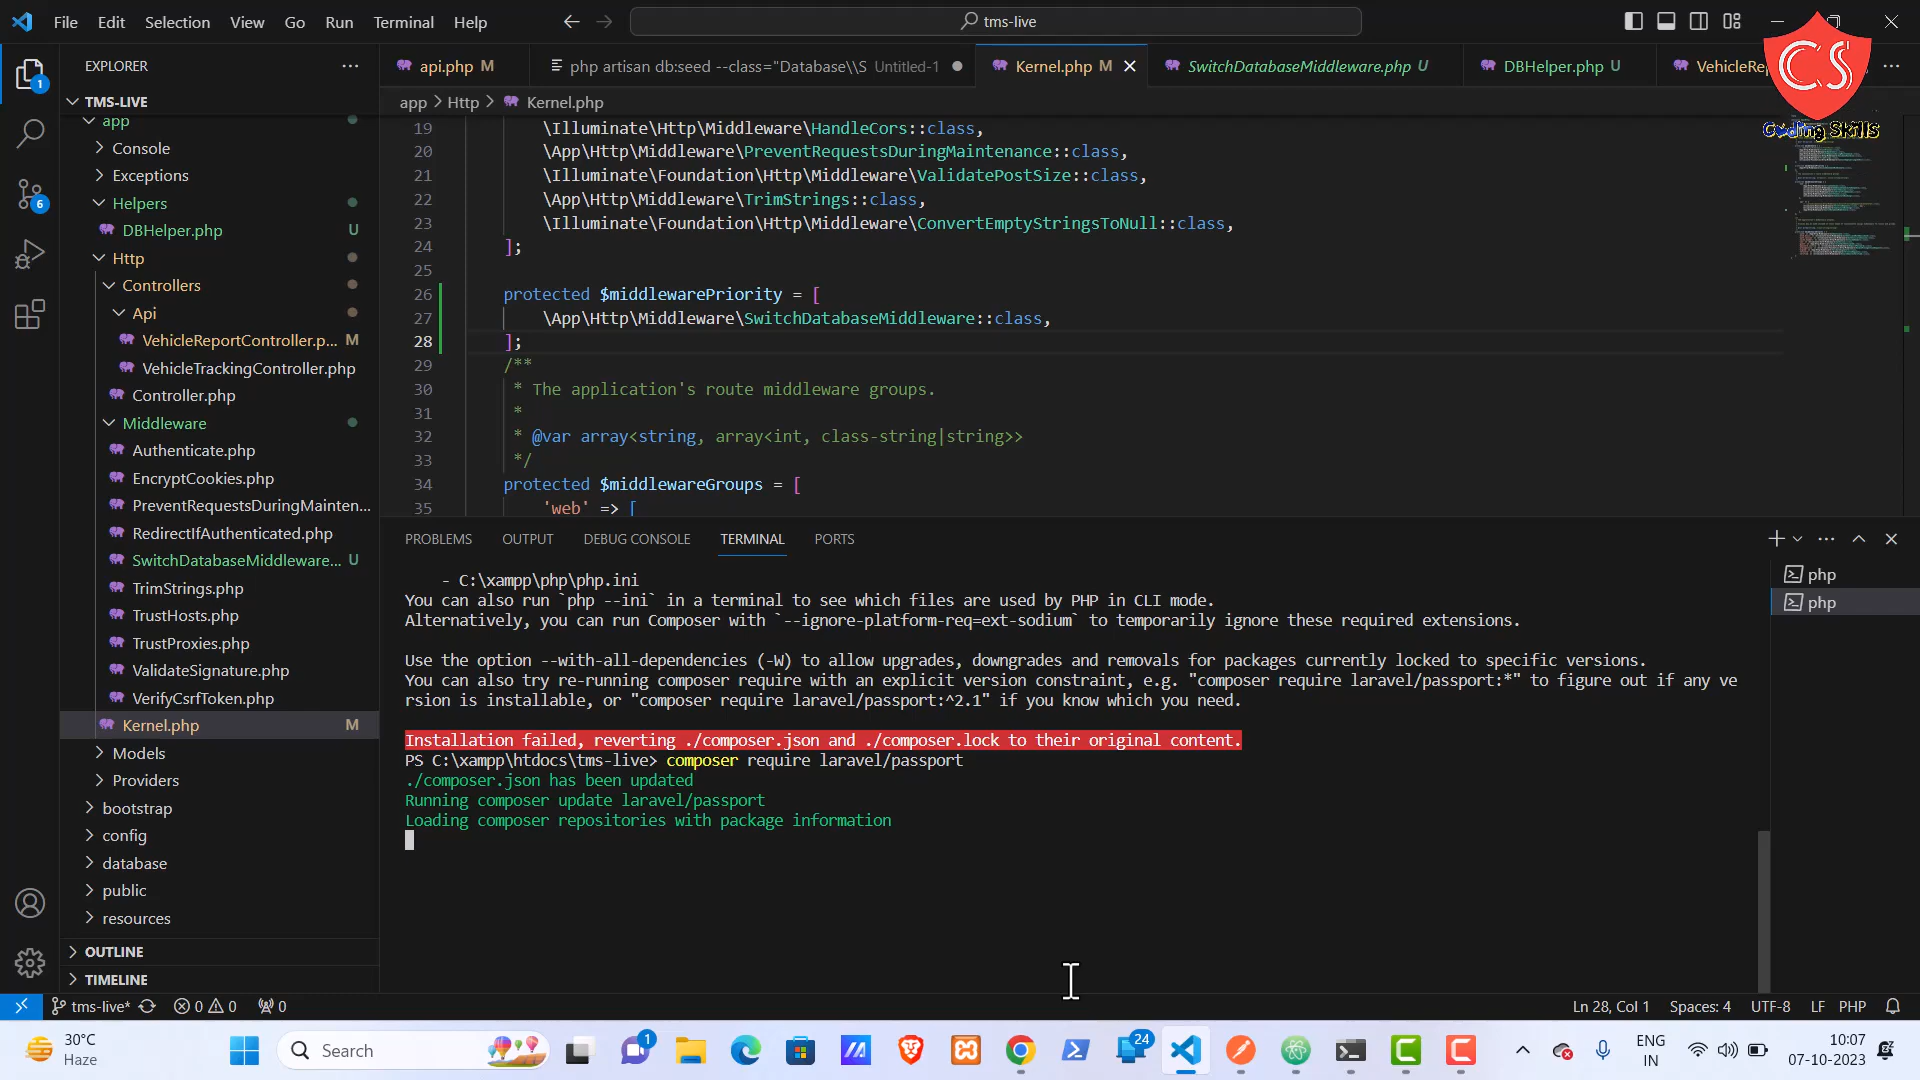 File Edit Selection View Go Run Terminal Help
tms-live
EXPLORER
TMS-LIVE
app
Console
Exceptions
Helpers
DBHelper.php U
Http
Controllers
Api
VehicleReportController.p... M
VehicleTrackingController.php
Controller.php
Middleware
Authenticate.php
EncryptCookies.php
PreventRequestsDuringMainten...
RedirectIfAuthenticated.php
SwitchDatabaseMiddleware... U
TrimStrings.php
TrustHosts.php
TrustProxies.php
ValidateSignature.php
VerifyCsrfToken.php
Kernel.php M
Models
Providers
bootstrap
config
database
public
resources
OUTLINE
TIMELINE
1
6
api.php M
php artisan db:seed --class="Database\\S Untitled-1
Kernel.php M
SwitchDatabaseMiddleware.php U
DBHelper.php U
VehicleRe
CS
Coding Skills
app > Http > Kernel.php
19 \Illuminate\Http\Middleware\HandleCors::class,
20 \App\Http\Middleware\PreventRequestsDuringMaintenance::class,
21 \Illuminate\Foundation\Http\Middleware\ValidatePostSize::class,
22 \App\Http\Middleware\TrimStrings::class,
23 \Illuminate\Foundation\Http\Middleware\ConvertEmptyStringsToNull::class,
24 ];
25
26 protected $middlewarePriority = [
27 \App\Http\Middleware\SwitchDatabaseMiddleware::class,
28 ];
29 /**
30 * The application's route middleware groups.
31 *
32 * @var array<string, array<int, class-string|string>>
33 */
34 protected $middlewareGroups = [
35 'web' => [
PROBLEMS OUTPUT DEBUG CONSOLE TERMINAL PORTS
php
php
- C:\xampp\php\php.ini
You can also run `php --ini` in a terminal to see which files are used by PHP in CLI mode.
Alternatively, you can run Composer with `--ignore-platform-req=ext-sodium` to temporarily ignore these required extensions.
Use the option --with-all-dependencies (-W) to allow upgrades, downgrades and removals for packages currently locked to specific versions.
You can also try re-running composer require with an explicit version constraint, e.g. "composer require laravel/passport:*" to figure out if any ve
rsion is installable, or "composer require laravel/passport:^2.1" if you know which you need.
Installation failed, reverting ./composer.json and ./composer.lock to their original content.
PS C:\xampp\htdocs\tms-live> composer require laravel/passport
./composer.json has been updated
Running composer update laravel/passport
Loading composer repositories with package information
tms-live* 0 0 0
Ln 28, Col 1 Spaces: 4 UTF-8 LF PHP
30°C
Haze
Search
1
24
ENG
IN
10:07
07-10-2023